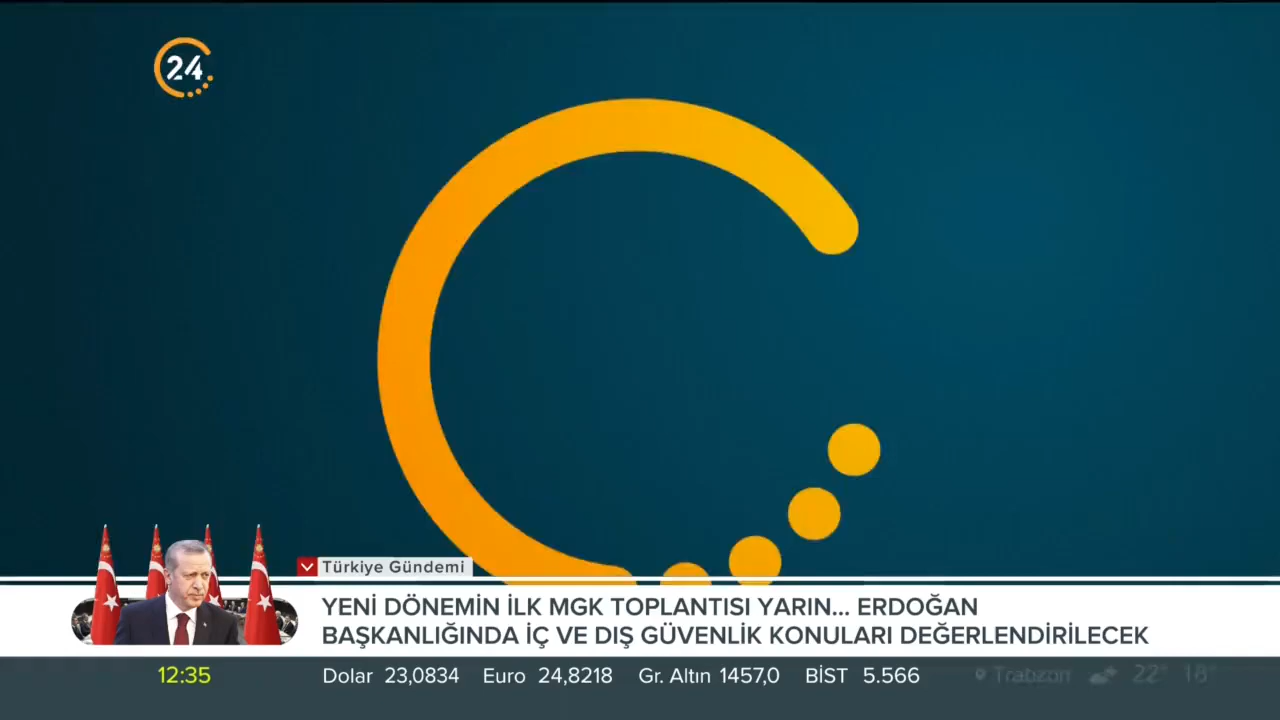 24
Türkiye Gündemi
YENİ DÖNEMİN İLK MGK TOPLANTISI YARIN... ERDOĞAN
BAŞKANLIĞINDA İÇ VE DIŞ GÜVENLİK KONULARI DEĞERLENDİRİLECEK
12:35 Dolar 23,0834 Euro 24,8218 Gr. Altın 1457,0 BİST 5.566 Trabzon 22° 18°